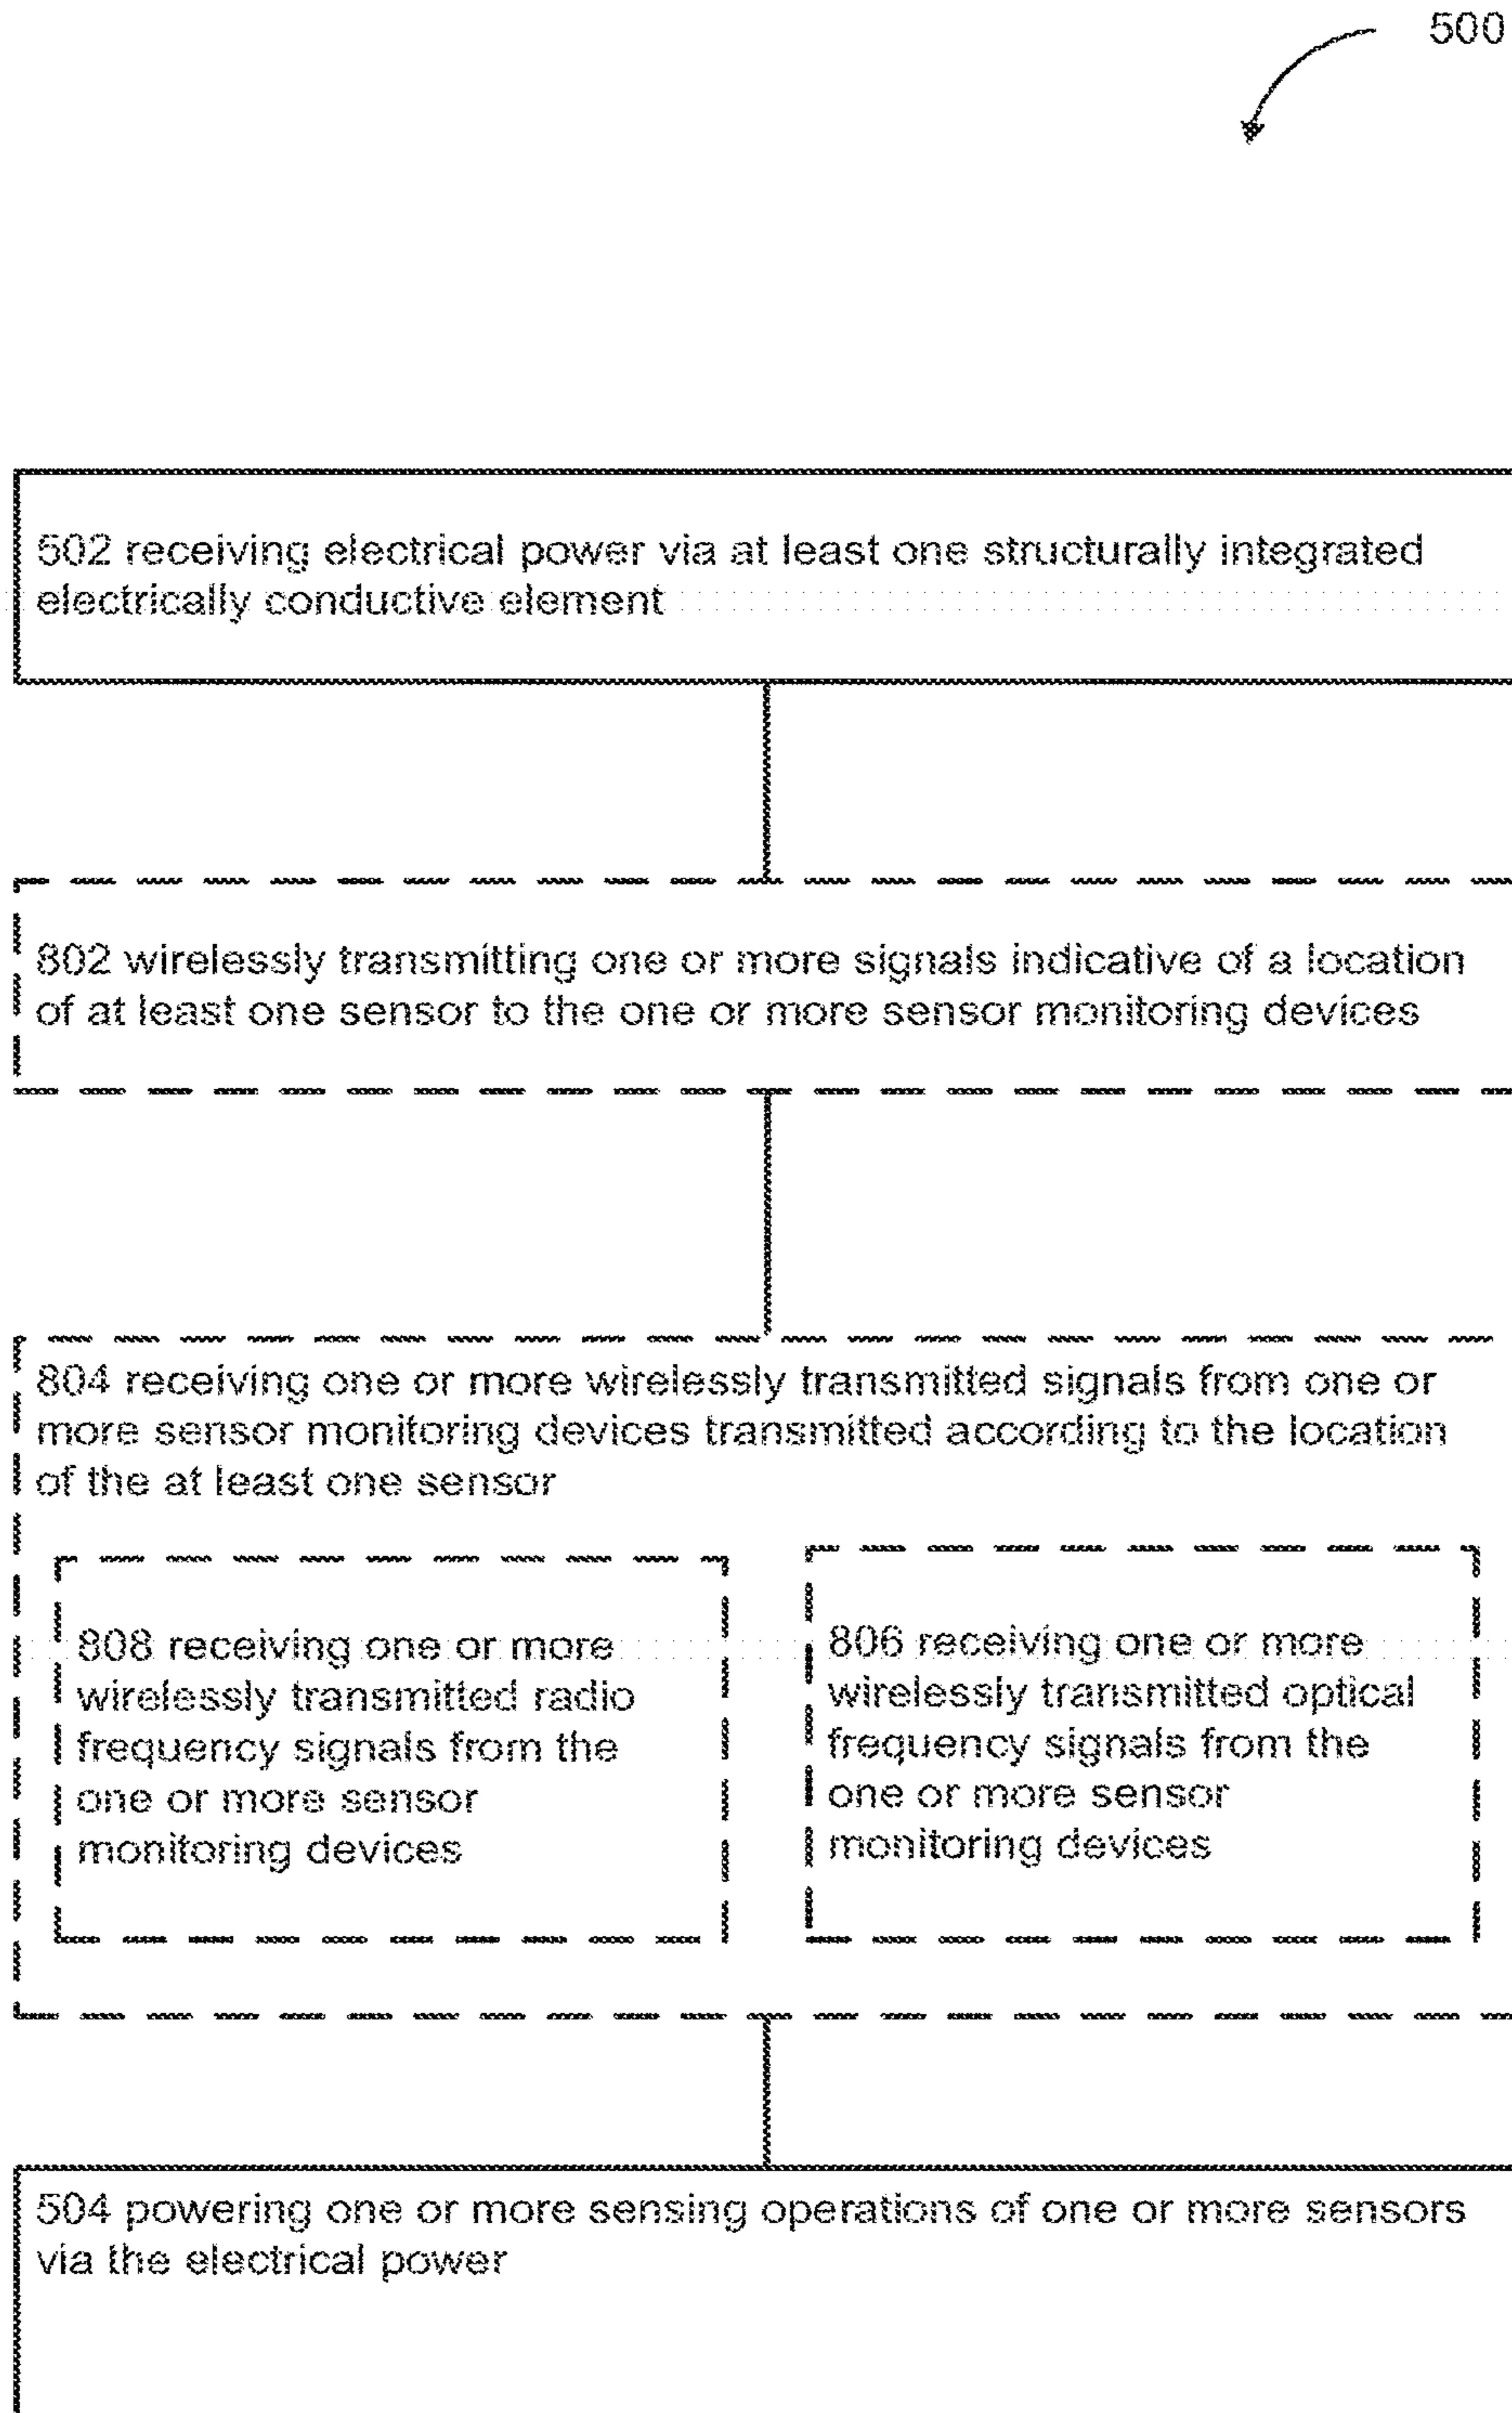 500
502 receiving electrical power via at least one structurally integrated
electrically conductive element
802 wirelessly transmitting one or more signals indicative of a location
of at least one sensor to the one or more sensor monitoring devices
804 receiving one or more wirelessly transmitted signals from one or
more sensor monitoring devices transmitted according to the location
of the at least one sensor
808 receiving one or more
wirelessly transmitted radio
frequency signals from the
one or more sensor
monitoring devices
806 receiving one or more
wirelessly transmitted optical
frequency signals from the
one or more sensor
monitoring devices
504 powering one or more sensing operations of one or more sensors
via the electrical power